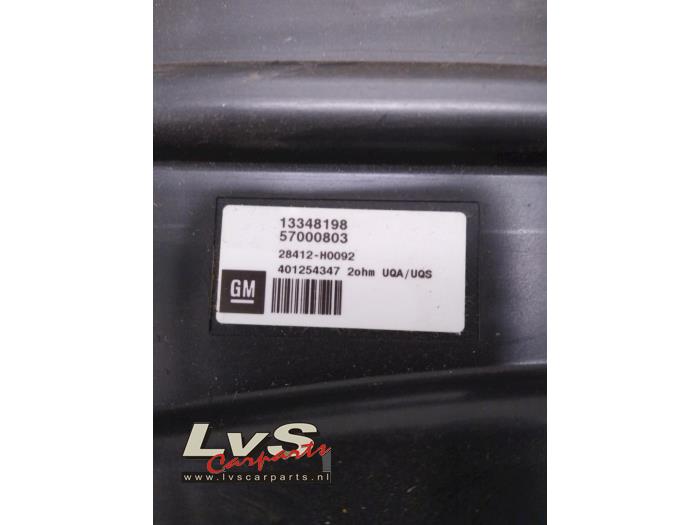 13348198
57000803
28412-H0092
401254347 2ohm UQA/UQS
GM
LvS
Carparts
www.lvscarparts.nl